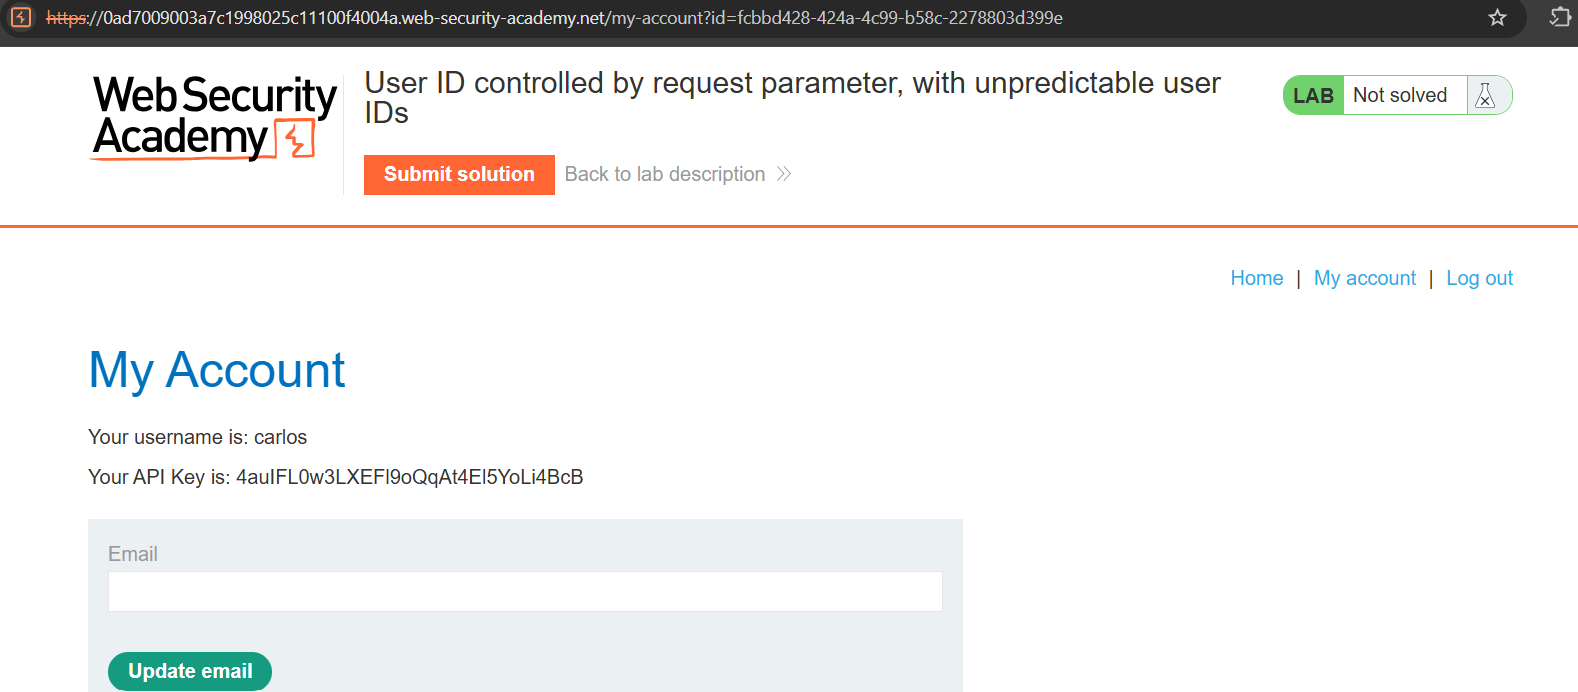 https://0ad7009003a7c1998025c11100f4004a.web-security-academy.net/my-account?id=fcbbd428-424a-4c99-b58c-2278803d399e
Web Security
Academy
User ID controlled by request parameter, with unpredictable user
IDs
LAB Not solved
Submit solution Back to lab description
Home | My account | Log out
My Account
Your username is: carlos
Your API Key is: 4auIFL0w3LXEFl9oQqAt4El5YoLi4BcB
Email
Update email